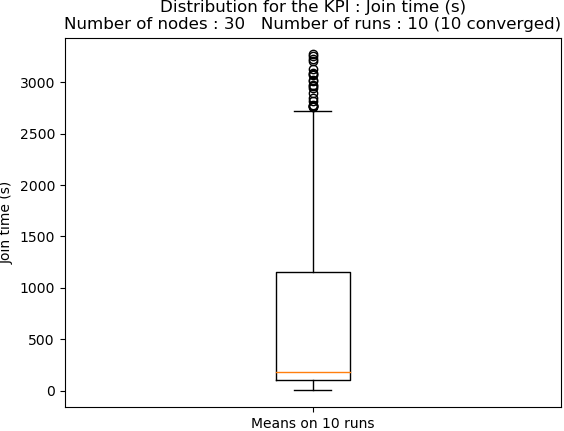 Distribution for the KPI : Join time (s)
Number of nodes : 30   Number of runs : 10 (10 converged)
3000
2500
2000
1500
1000
500
0
Join time (s)
Means on 10 runs